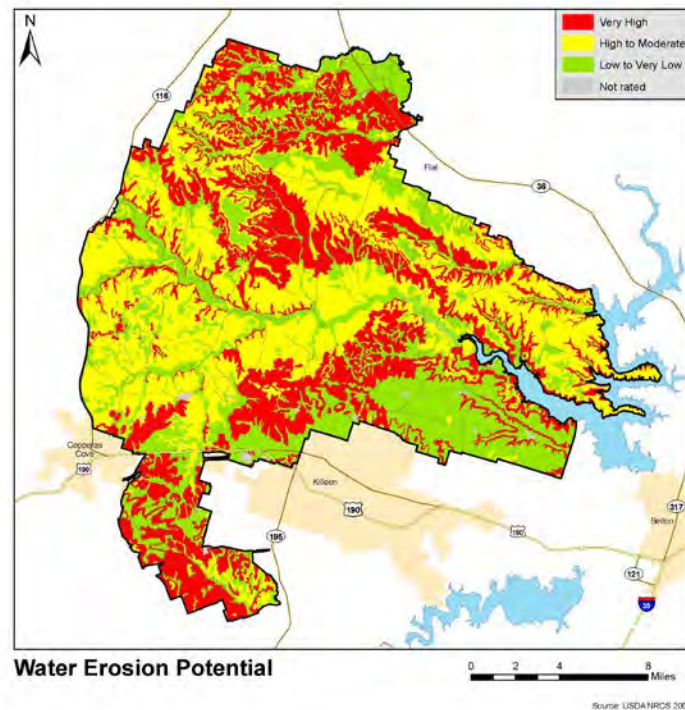 N
Very High
High to Moderate
Low to Very Low
Not rated
116
Flat
36
Copperas
Cove
190
Killeen
190
190
195
Belton
317
121
35
Water Erosion Potential
0 2 4 8
Miles
Source: USDA NRCS